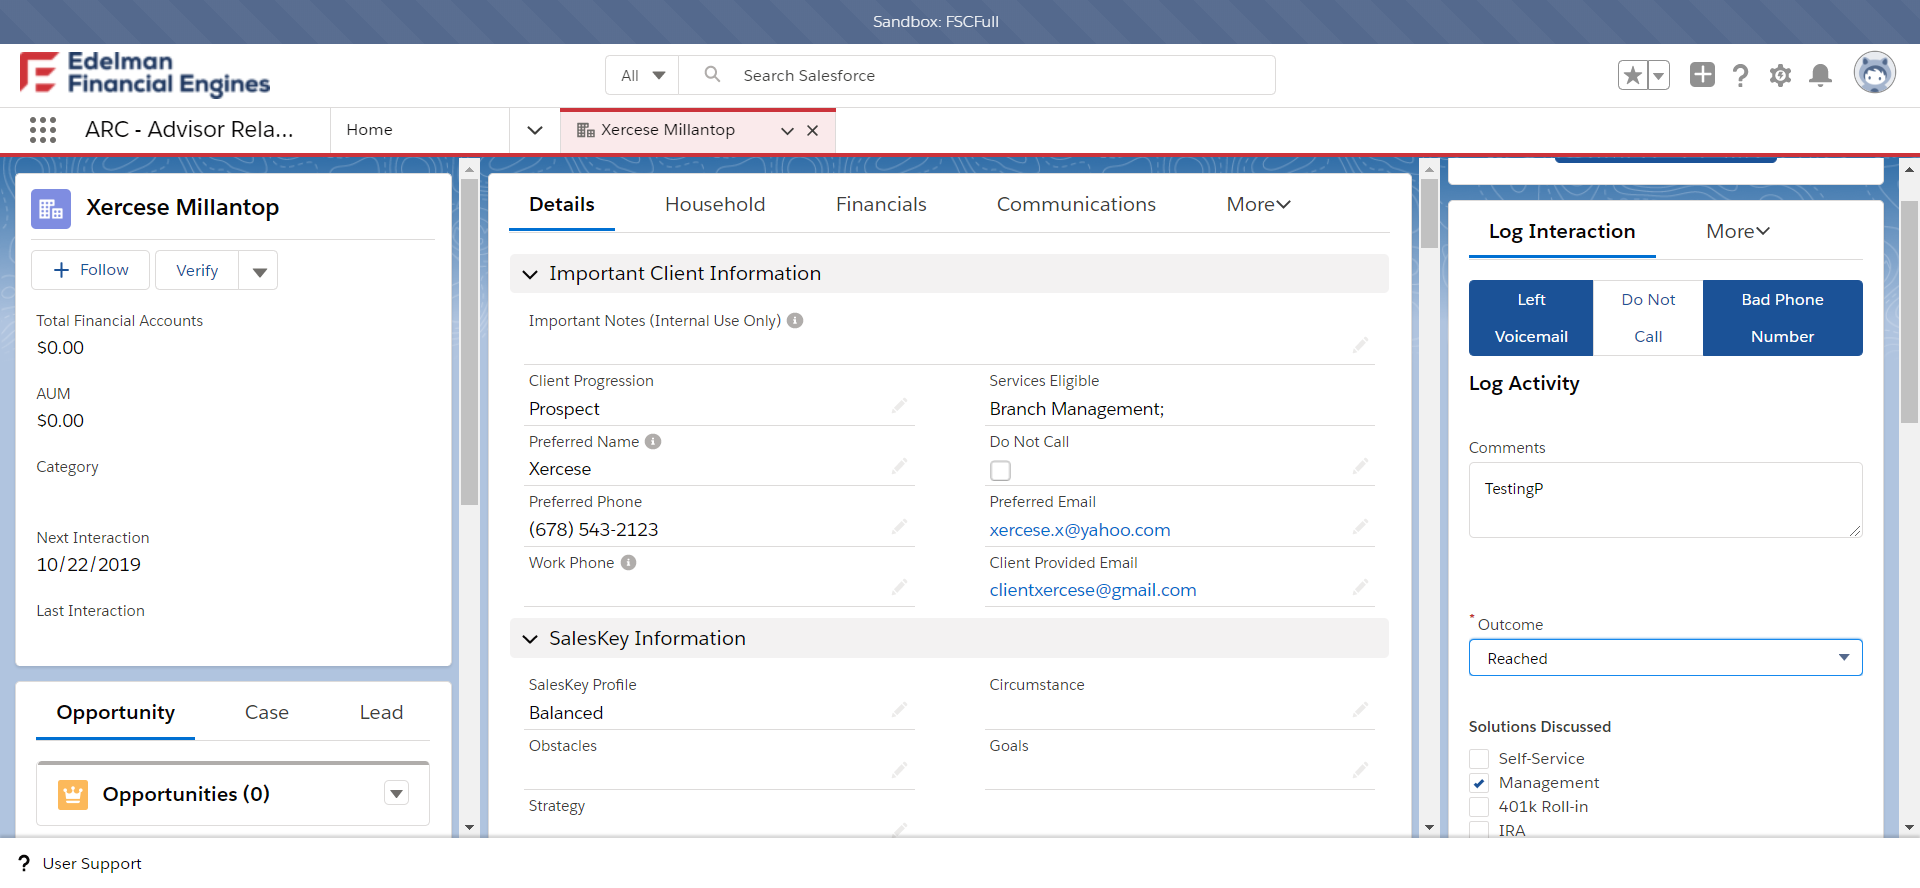 Sandbox: FSCFull
Edelman
Financial Engines
All
Search Salesforce
ARC - Advisor Rela...
Home
Xercese Millantop
Xercese Millantop
Follow
Verify
Total Financial Accounts
$0.00
AUM
$0.00
Category
Next Interaction
10/22/2019
Last Interaction
Opportunity Case Lead
Opportunities (0)
Details Household Financials Communications More
Important Client Information
Important Notes (Internal Use Only)
Client Progression
Prospect
Services Eligible
Branch Management;
Preferred Name
Xercese
Do Not Call
Preferred Phone
(678) 543-2123
Preferred Email
xercese.x@yahoo.com
Work Phone
Client Provided Email
clientxercese@gmail.com
SalesKey Information
SalesKey Profile
Balanced
Circumstance
Obstacles
Goals
Strategy
Log Interaction More
Left
Voicemail
Do Not
Call
Bad Phone
Number
Log Activity
Comments
TestingP
* Outcome
Reached
Solutions Discussed
Self-Service
Management
401k Roll-in
IRA
? User Support